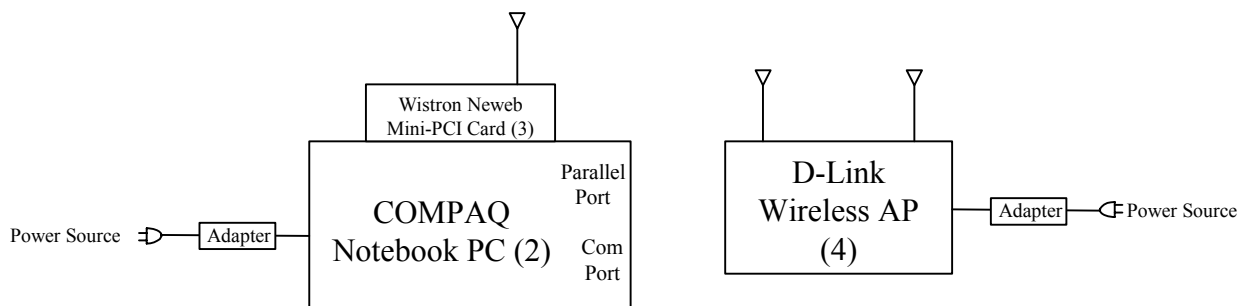 Wistron Neweb
Mini-PCI Card (3)
Parallel
Port
COMPAQ
Notebook PC (2)
Com
Port
Power Source
Adapter
D-Link
Wireless AP
(4)
Adapter
Power Source